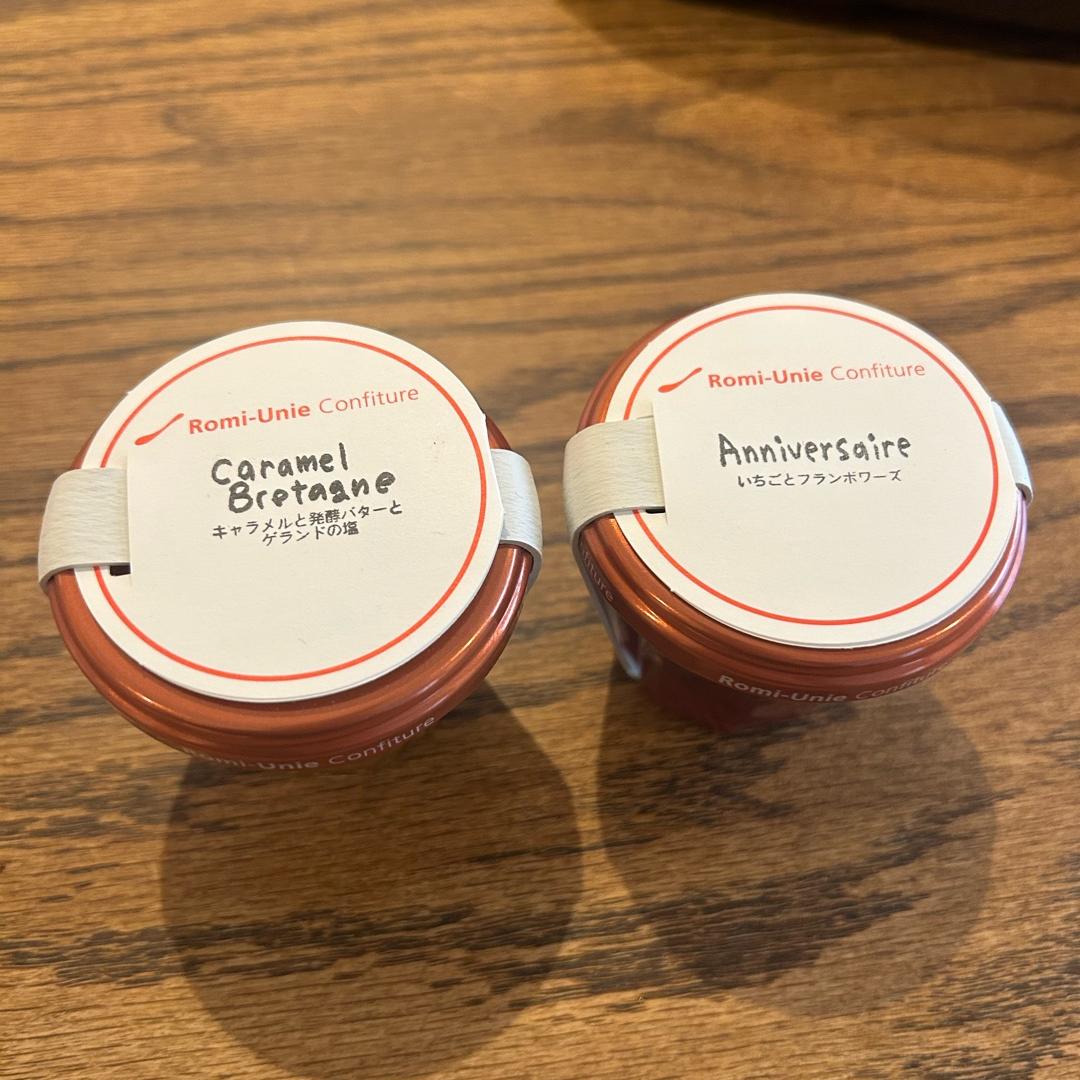 Romi-Unie Confiture
Caramel
Bretagne
キャラメルと発酵バターと
ゲランドの塩
Romi-Unie Confiture
Romi-Unie Confiture
Anniversaire
いちごとフランボワーズ
Romi-Unie Confiture